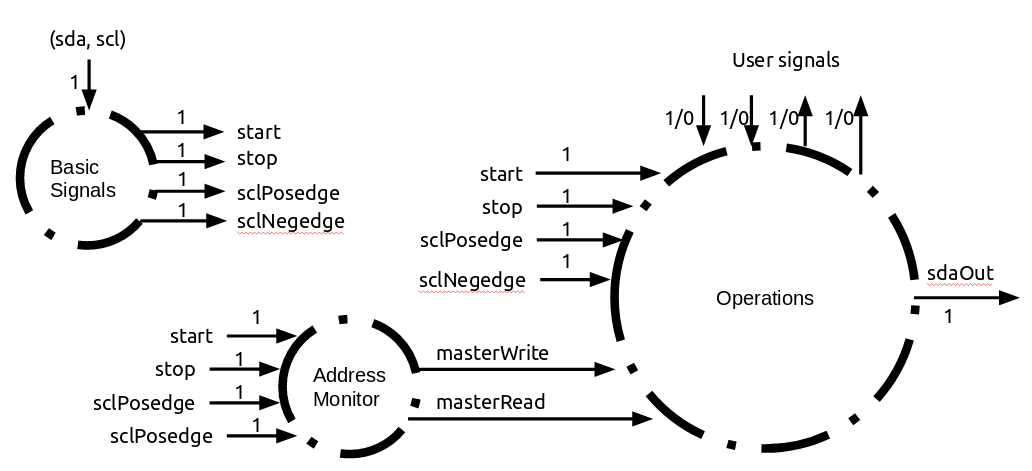 (sda, scl)
1
Basic
Signals
1
start
1
stop
1
sclPosedge
1
sclNegedge
User signals
1/0
1/0
1/0
1/0
start
1
stop
1
sclPosedge
1
sclNegedge
1
Operations
sdaOut
1
start
1
stop
1
sclPosedge
1
sclPosedge
1
Address
Monitor
masterWrite
masterRead